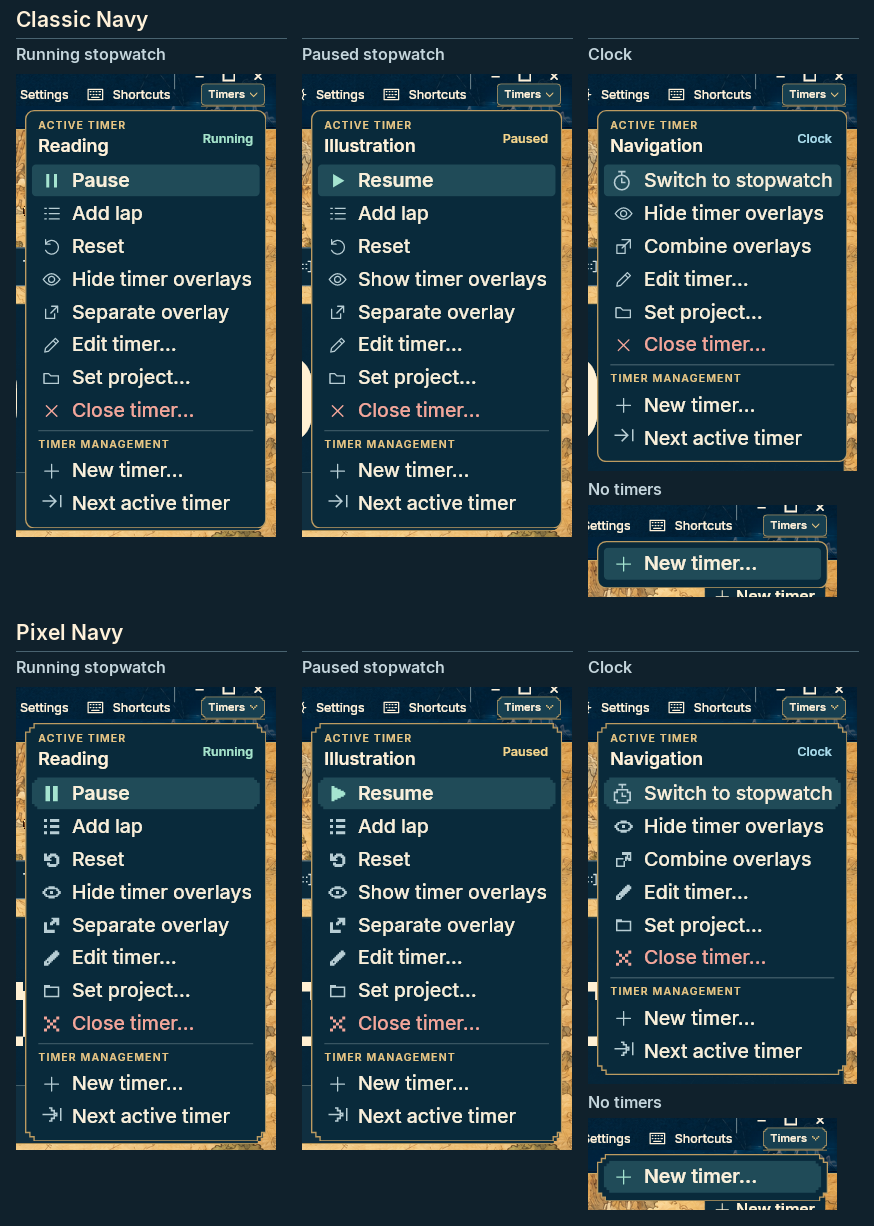 Classic Navy
Running stopwatch
Settings Shortcuts Timers
ACTIVE TIMER
Reading Running
Pause
Add lap
Reset
Hide timer overlays
Separate overlay
Edit timer...
Set project...
Close timer...
TIMER MANAGEMENT
New timer...
Next active timer
Paused stopwatch
Settings Shortcuts Timers
ACTIVE TIMER
Illustration Paused
Resume
Add lap
Reset
Show timer overlays
Separate overlay
Edit timer...
Set project...
Close timer...
TIMER MANAGEMENT
New timer...
Next active timer
Clock
Settings Shortcuts Timers
ACTIVE TIMER
Navigation Clock
Switch to stopwatch
Hide timer overlays
Combine overlays
Edit timer...
Set project...
Close timer...
TIMER MANAGEMENT
New timer...
Next active timer
No timers
Settings Shortcuts Timers
New timer...
New timer
Pixel Navy
Running stopwatch
Settings Shortcuts Timers
ACTIVE TIMER
Reading Running
Pause
Add lap
Reset
Hide timer overlays
Separate overlay
Edit timer...
Set project...
Close timer...
TIMER MANAGEMENT
New timer...
Next active timer
Paused stopwatch
Settings Shortcuts Timers
ACTIVE TIMER
Illustration Paused
Resume
Add lap
Reset
Show timer overlays
Separate overlay
Edit timer...
Set project...
Close timer...
TIMER MANAGEMENT
New timer...
Next active timer
Clock
Settings Shortcuts Timers
ACTIVE TIMER
Navigation Clock
Switch to stopwatch
Hide timer overlays
Combine overlays
Edit timer...
Set project...
Close timer...
TIMER MANAGEMENT
New timer...
Next active timer
No timers
Settings Shortcuts Timers
New timer...
New timer